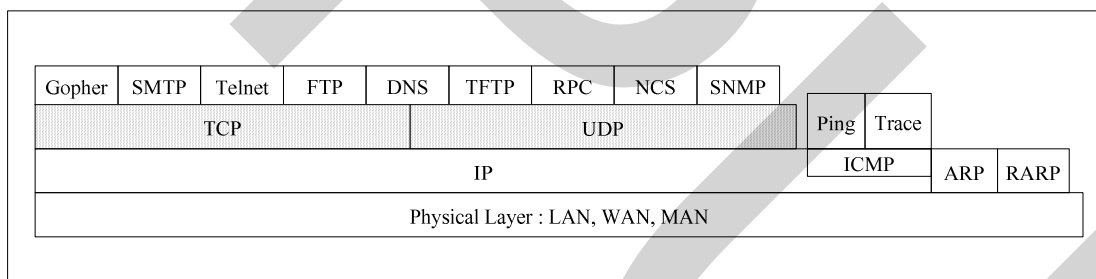 Gopher SMTP Telnet FTP DNS TFTP RPC NCS SNMP
TCP UDP Ping Trace
IP ICMP ARP RARP
Physical Layer : LAN, WAN, MAN